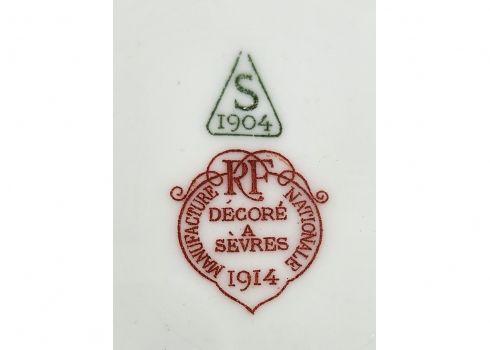 S
1904
RF
MANUFACTURE NATIONALE
DÉCORÉ
A
SÈVRES
1914